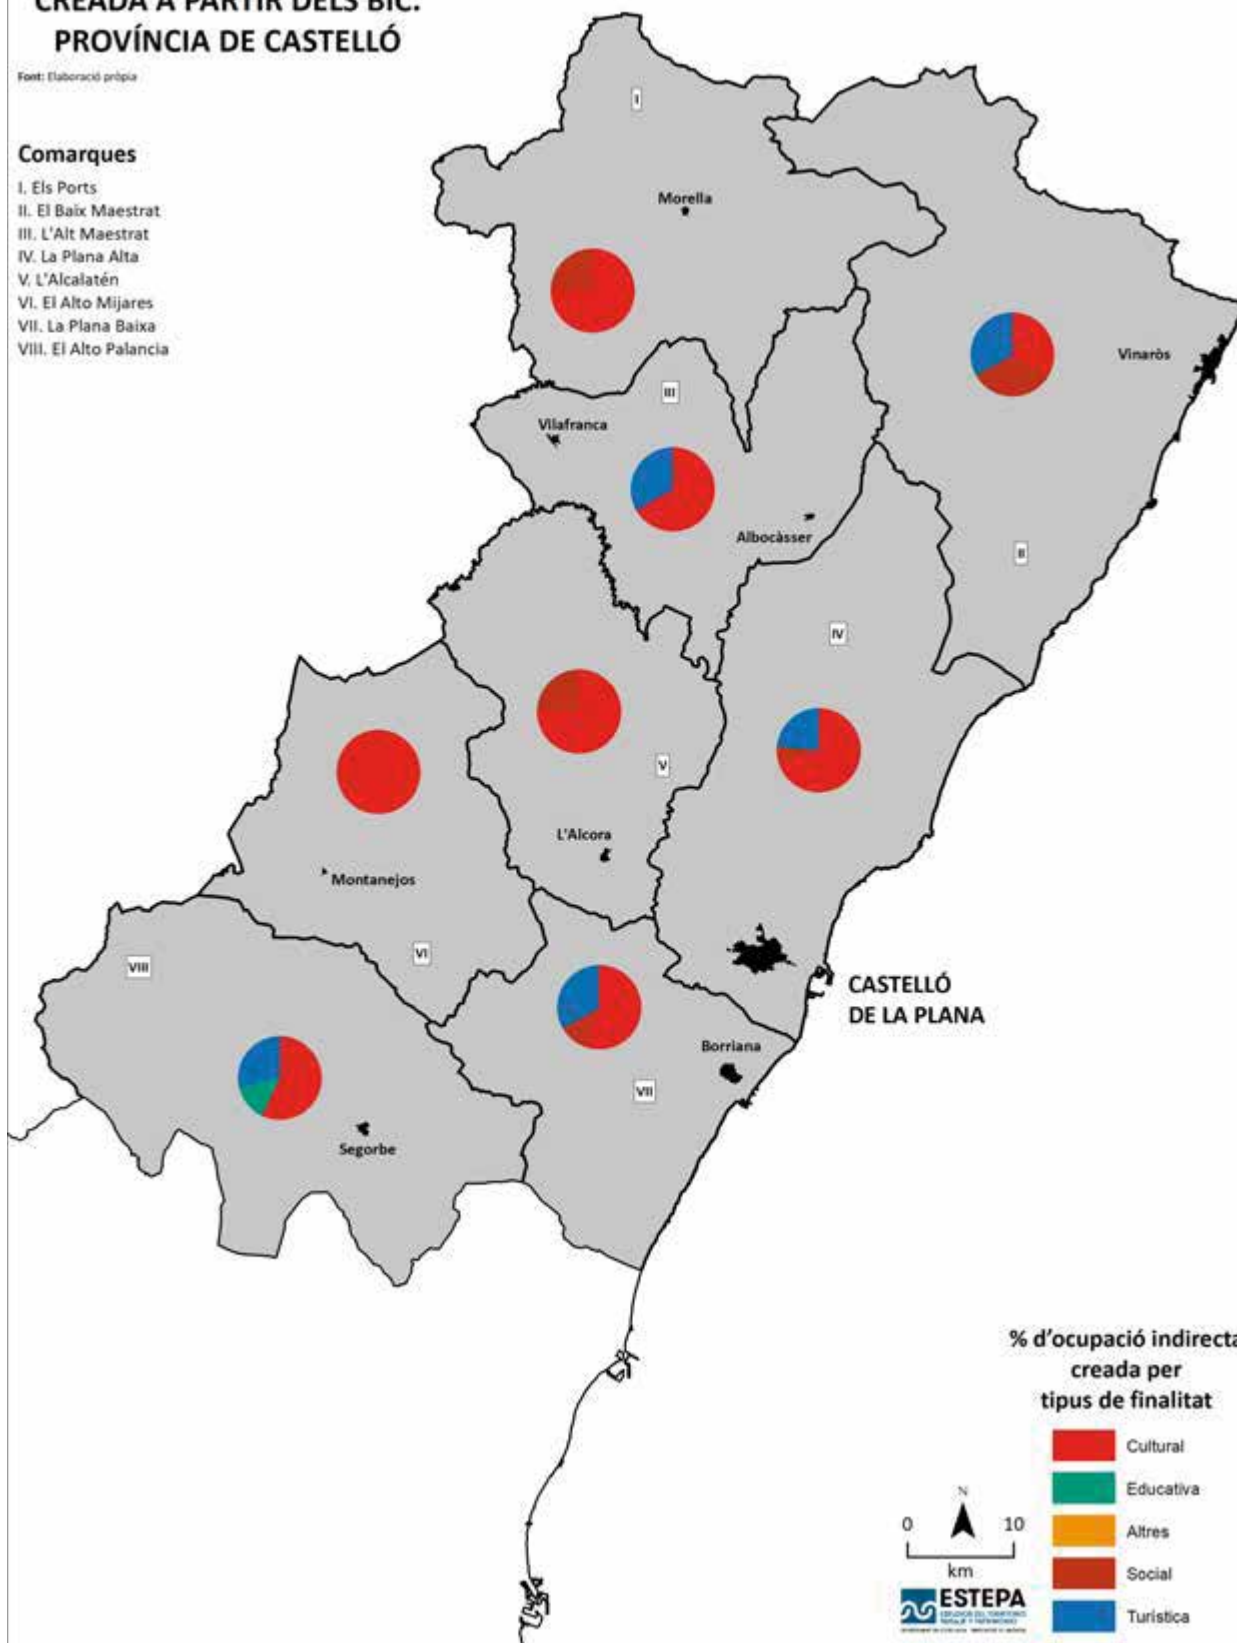 CREADA A PARTIR DELS BIC.
PROVÍNCIA DE CASTELLÓ
Font: Elaboració pròpia
Comarques
I. Els Ports
II. El Baix Maestrat
III. L'Alt Maestrat
IV. La Plana Alta
V. L'Alcalatén
VI. El Alto Mijares
VII. La Plana Baixa
VIII. El Alto Palancia
I
Morella
Vinaròs
III
Vilafranca
Albocàsser
II
IV
V
L'Alcora
Montanejos
VI
VIII
CASTELLÓ
DE LA PLANA
Borriana
VII
Segorbe
% d'ocupació indirecta
creada per
tipus de finalitat
Cultural
Educativa
Altres
Social
Turística
N
0 10
km
ESTEPA